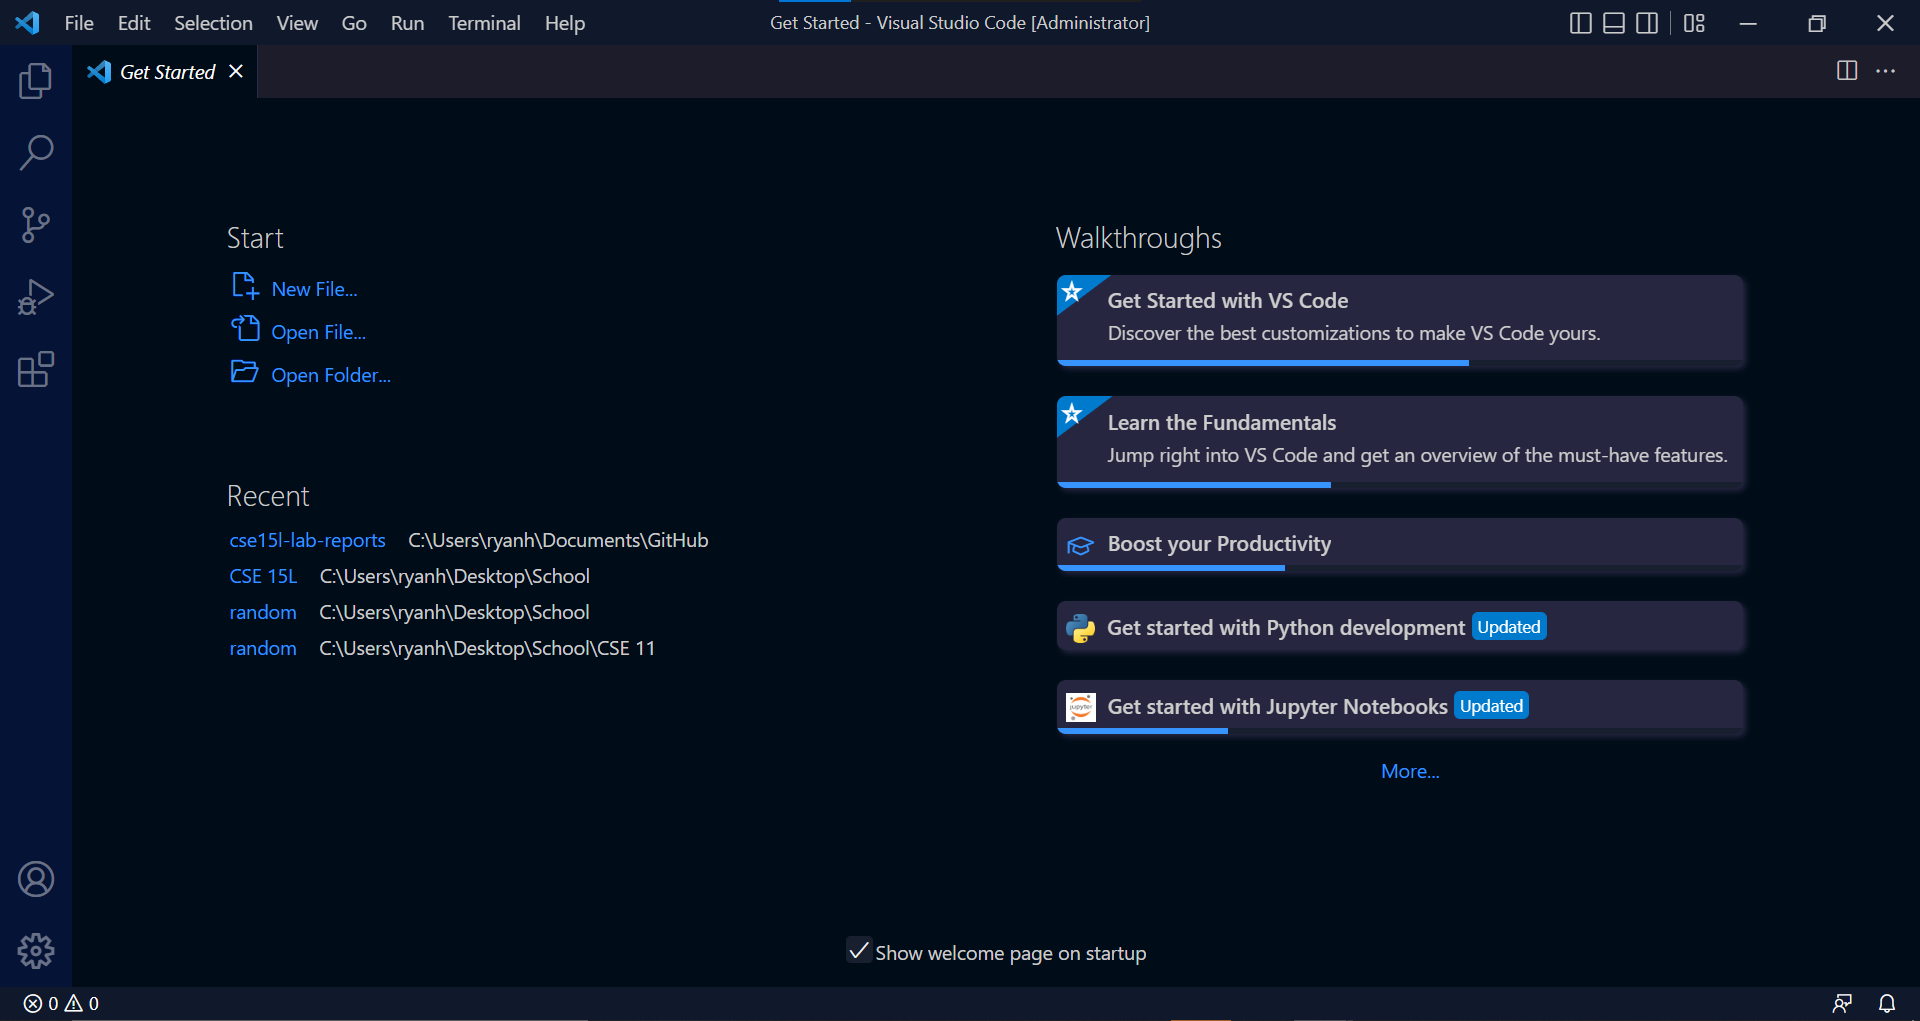 File Edit Selection View Go Run Terminal Help Get Started - Visual Studio Code [Administrator]
Get Started
Start
New File...
Open File...
Open Folder...
Recent
cse15l-lab-reports C:\Users\ryanh\Documents\GitHub
CSE 15L C:\Users\ryanh\Desktop\School
random C:\Users\ryanh\Desktop\School
random C:\Users\ryanh\Desktop\School\CSE 11
Walkthroughs
Get Started with VS Code
Discover the best customizations to make VS Code yours.
Learn the Fundamentals
Jump right into VS Code and get an overview of the must-have features.
Boost your Productivity
Get started with Python development Updated
jupyter
Get started with Jupyter Notebooks Updated
More...
Show welcome page on startup
0 0